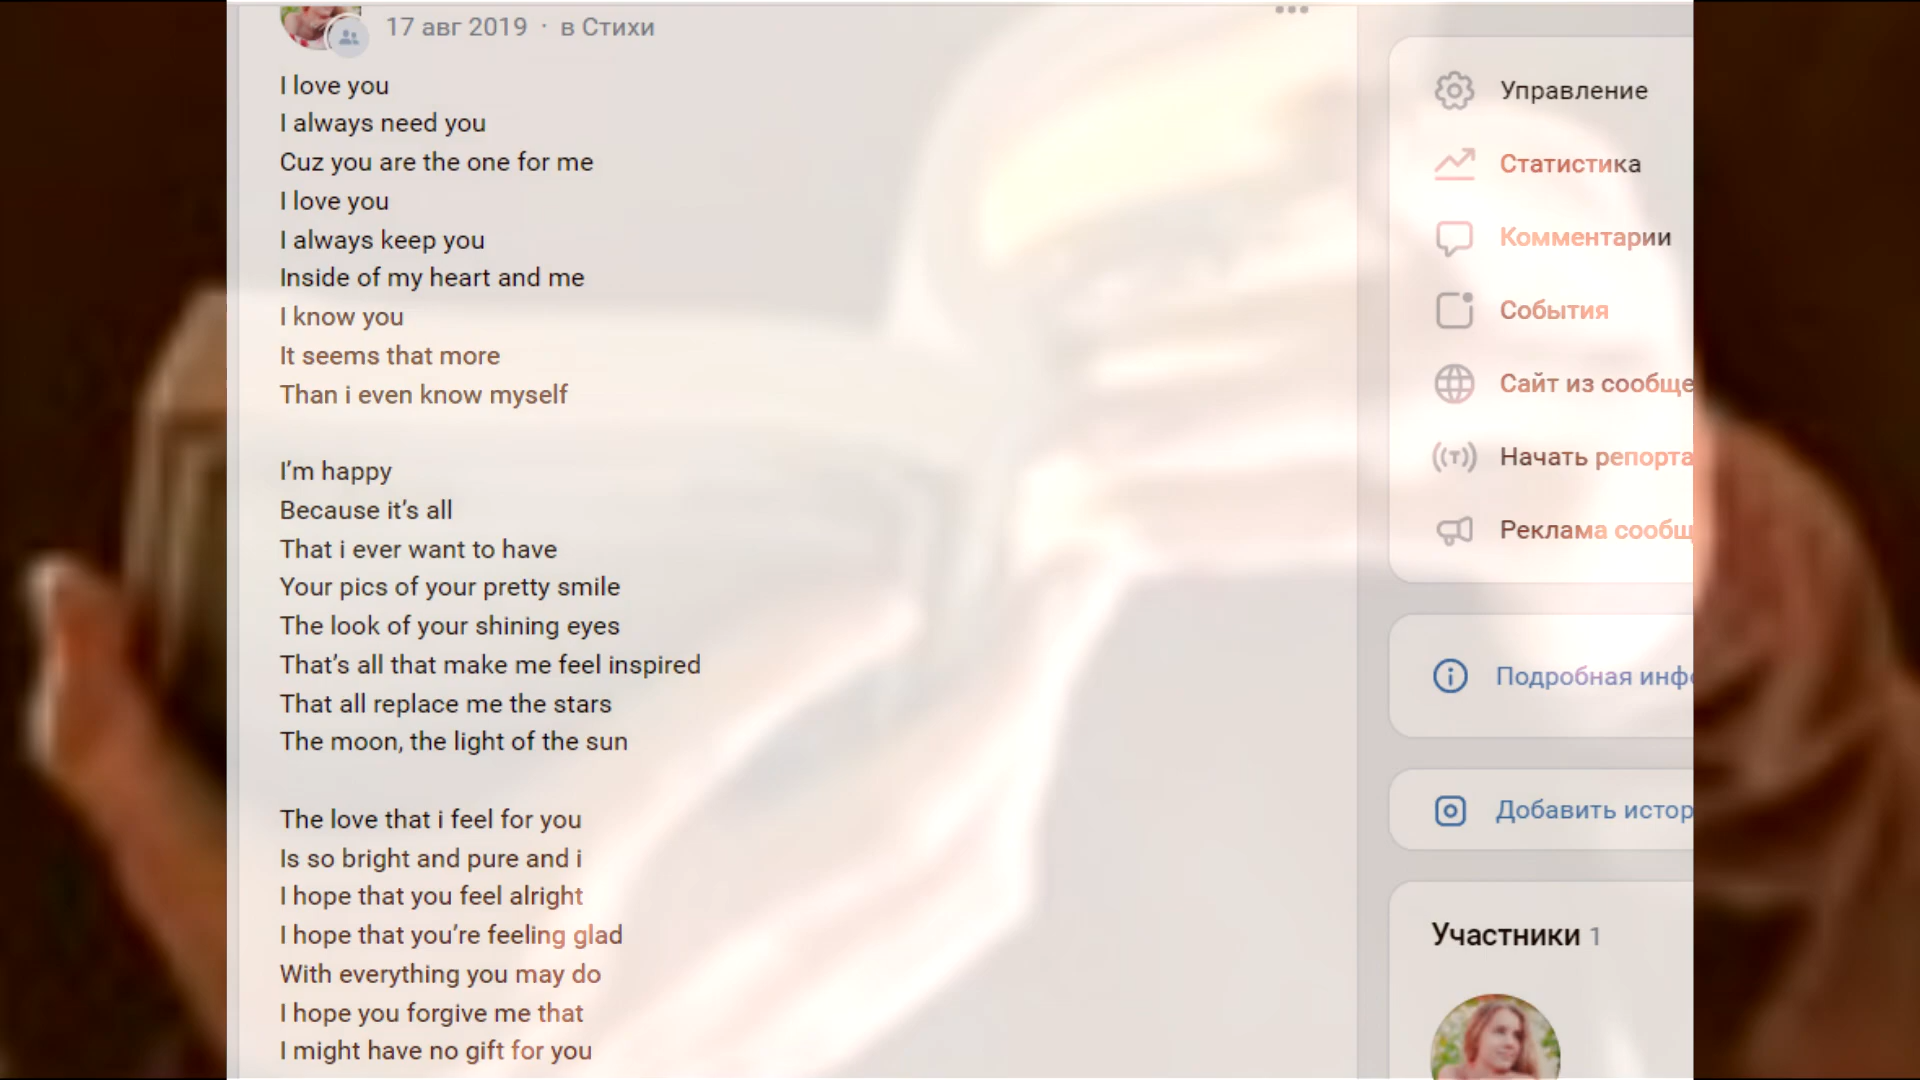 17 авг 2019 · в Стихи
I love you
I always need you
Cuz you are the one for me
I love you
I always keep you
Inside of my heart and me
I know you
It seems that more
Than i even know myself
I'm happy
Because it's all
That i ever want to have
Your pics of your pretty smile
The look of your shining eyes
That's all that make me feel inspired
That all replace me the stars
The moon, the light of the sun
The love that i feel for you
Is so bright and pure and i
I hope that you feel alright
I hope that you're feeling glad
With everything you may do
I hope you forgive me that
I might have no gift for you
Управление
Статистика
Комментарии
События
Сайт из сообще
Начать репорта
Реклама сообщ
Подробная инф
Добавить истор
Участники 1